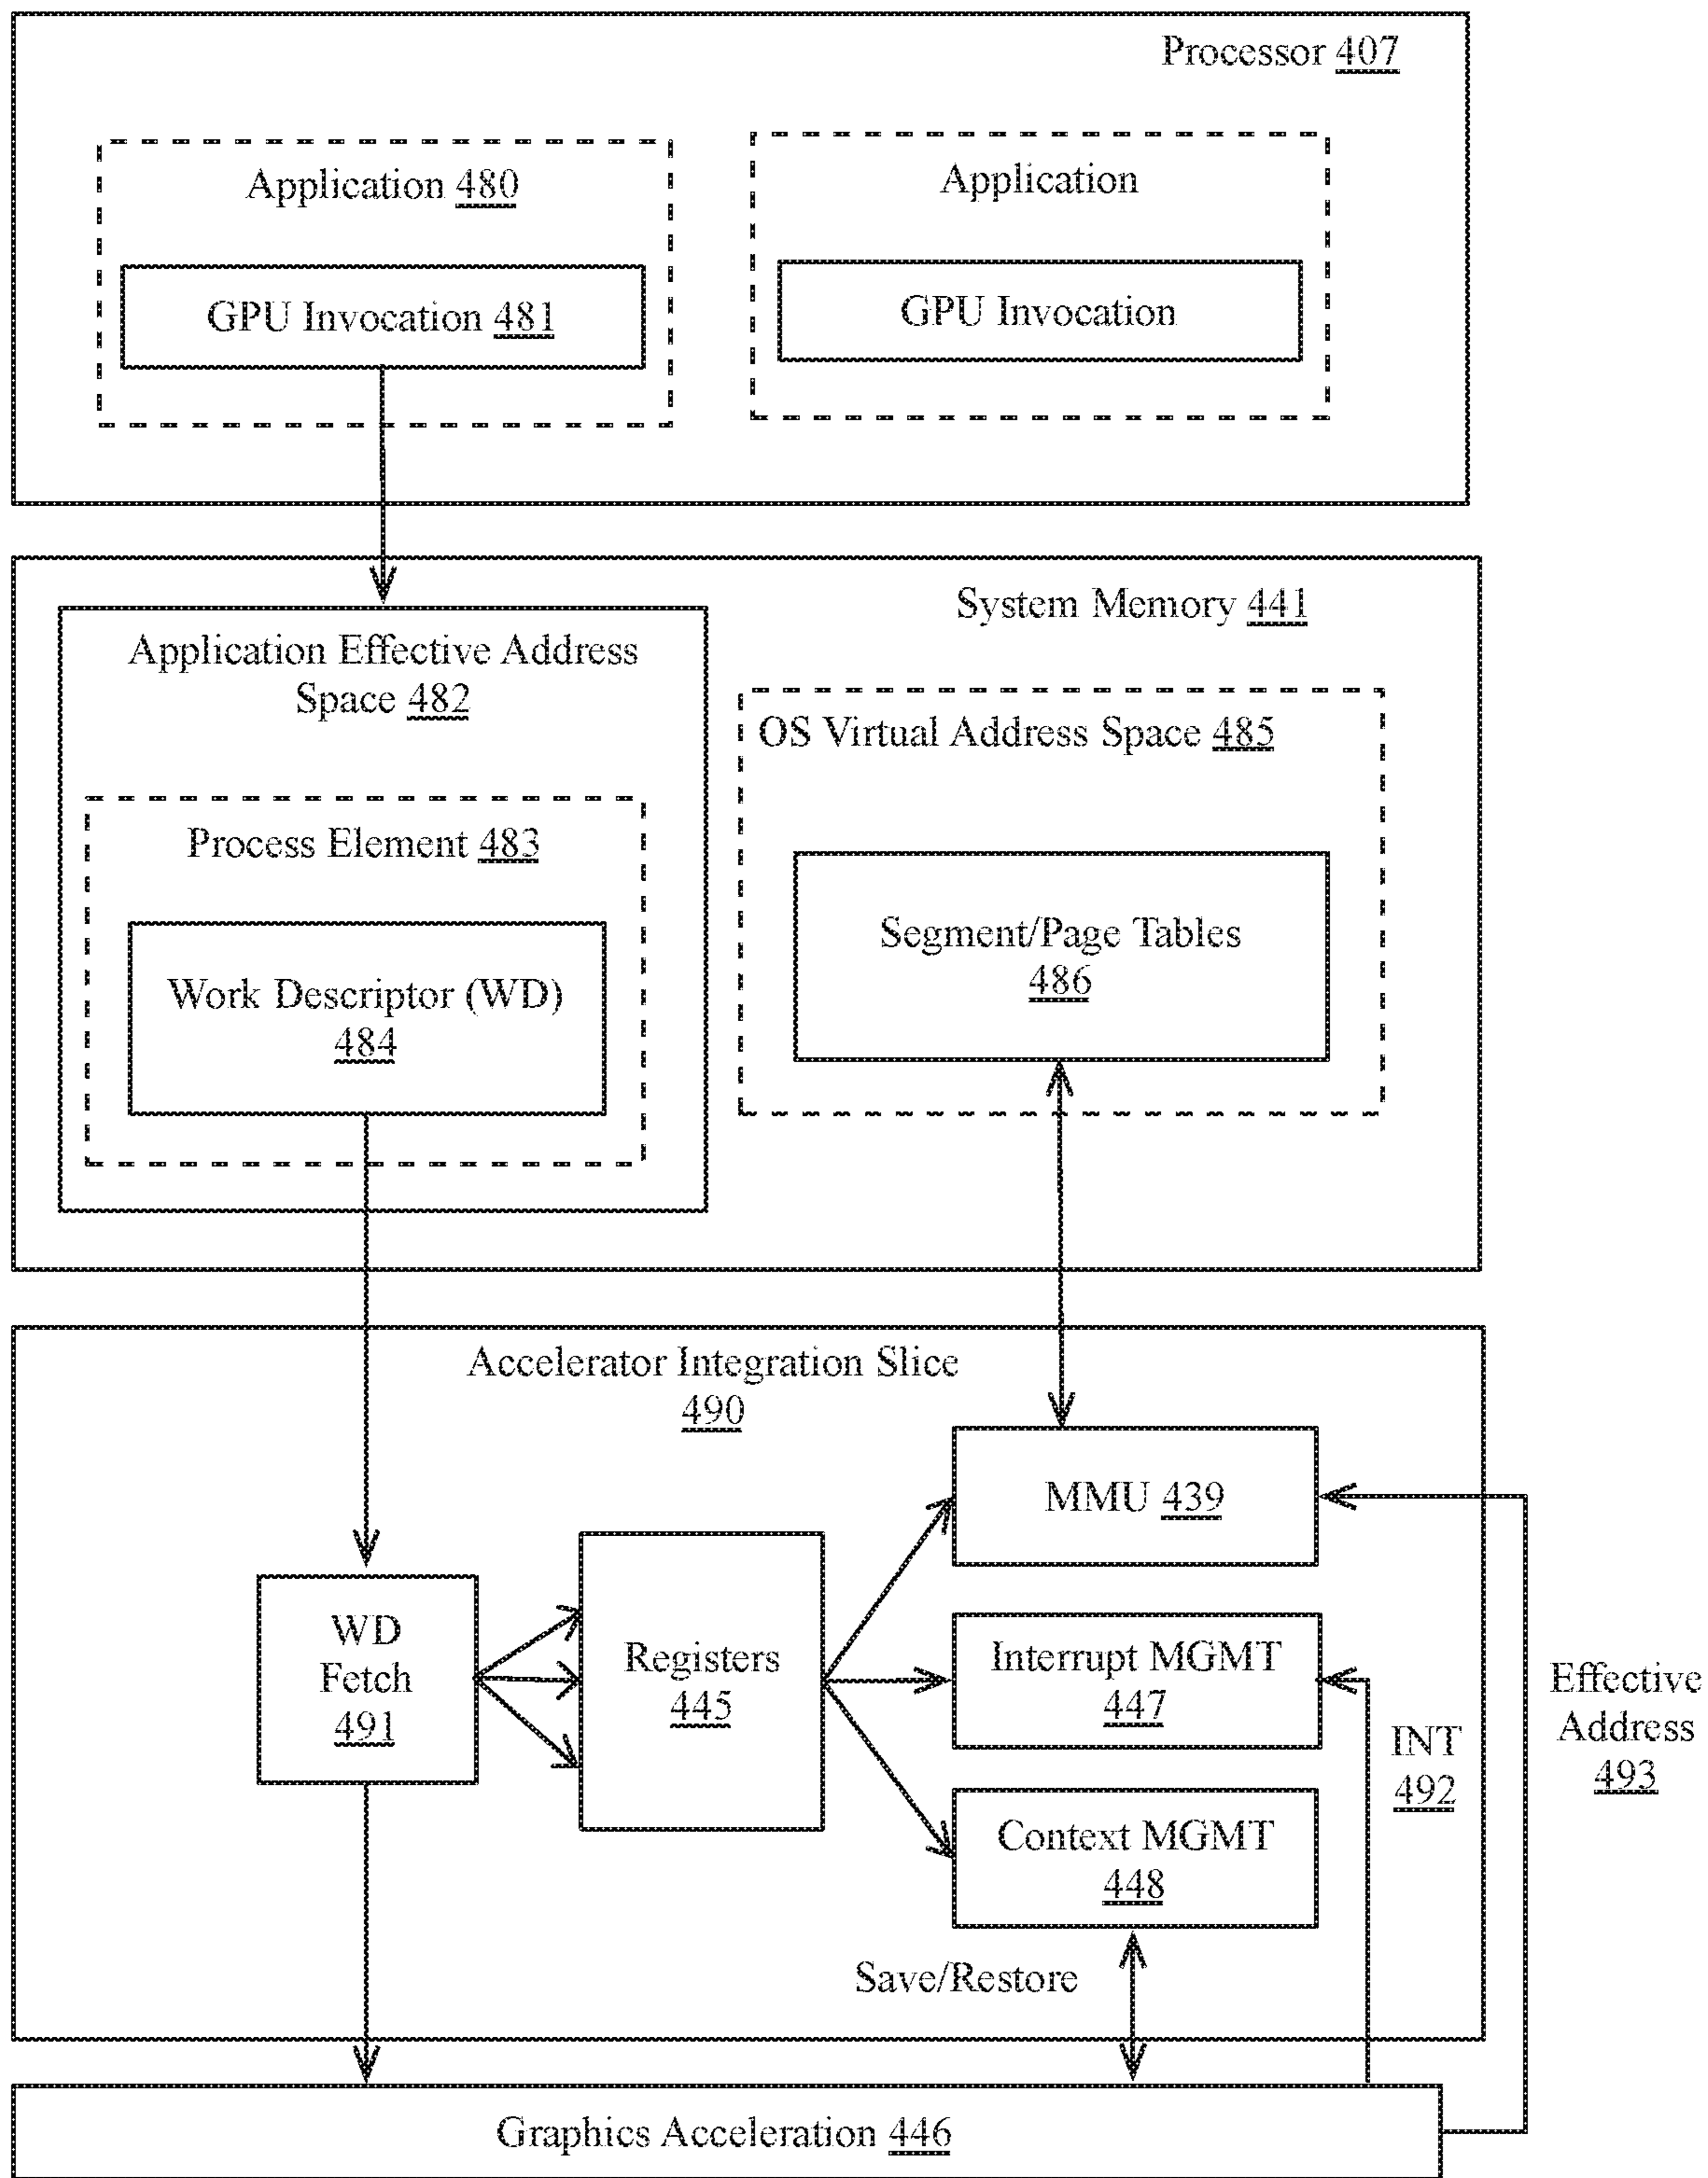 Processor 407
Application 480
GPU Invocation 481
Application
GPU Invocation
System Memory 441
Application Effective Address
Space 482
Process Element 483
Work Descriptor (WD)
484
OS Virtual Address Space 485
Segment/Page Tables
486
Accelerator Integration Slice
490
MMU 439
WD
Fetch
491
Registers
445
Interrupt MGMT
447
Context MGMT
448
Save/Restore
INT
492
Effective
Address
493
Graphics Acceleration 446